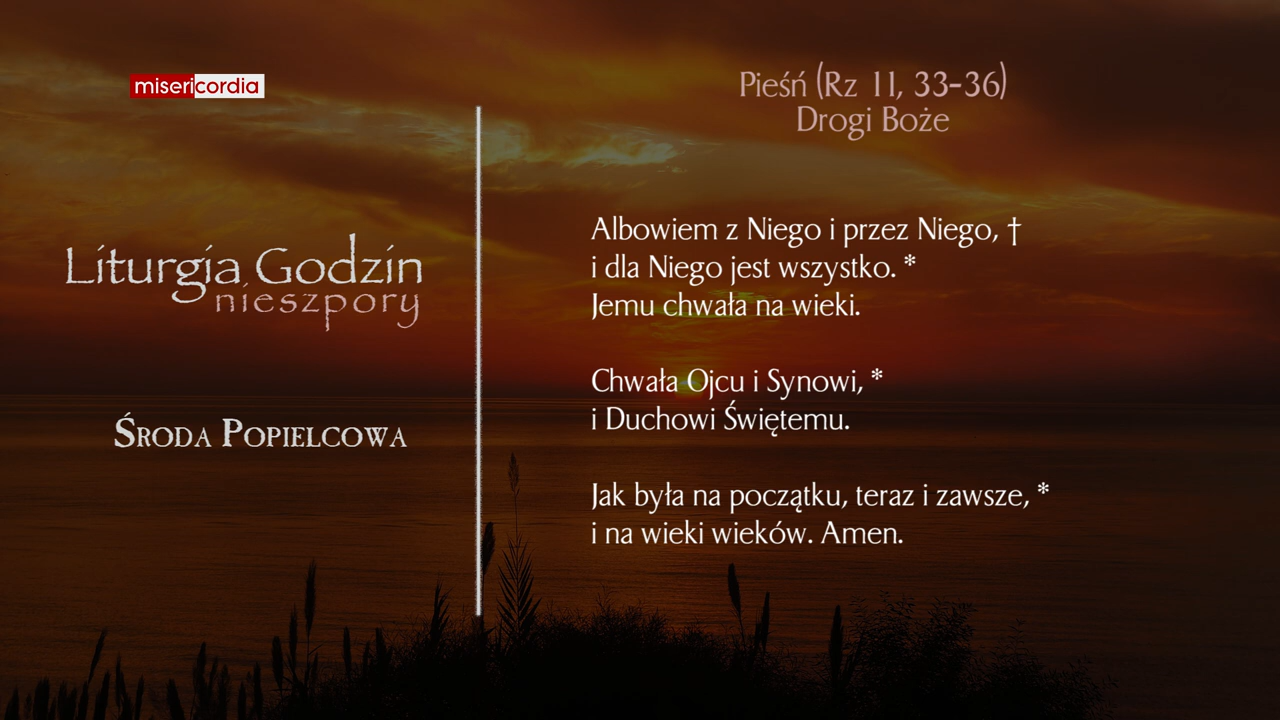 misericordia
Liturgia Godzin
nieszpory
Środa Popielcowa
Pieśń (Rz 11, 33-36)
Drogi Boże
Albowiem z Niego i przez Niego, †
i dla Niego jest wszystko. *
Jemu chwała na wieki.
Chwała Ojcu i Synowi, *
i Duchowi Świętemu.
Jak była na początku, teraz i zawsze, *
i na wieki wieków. Amen.